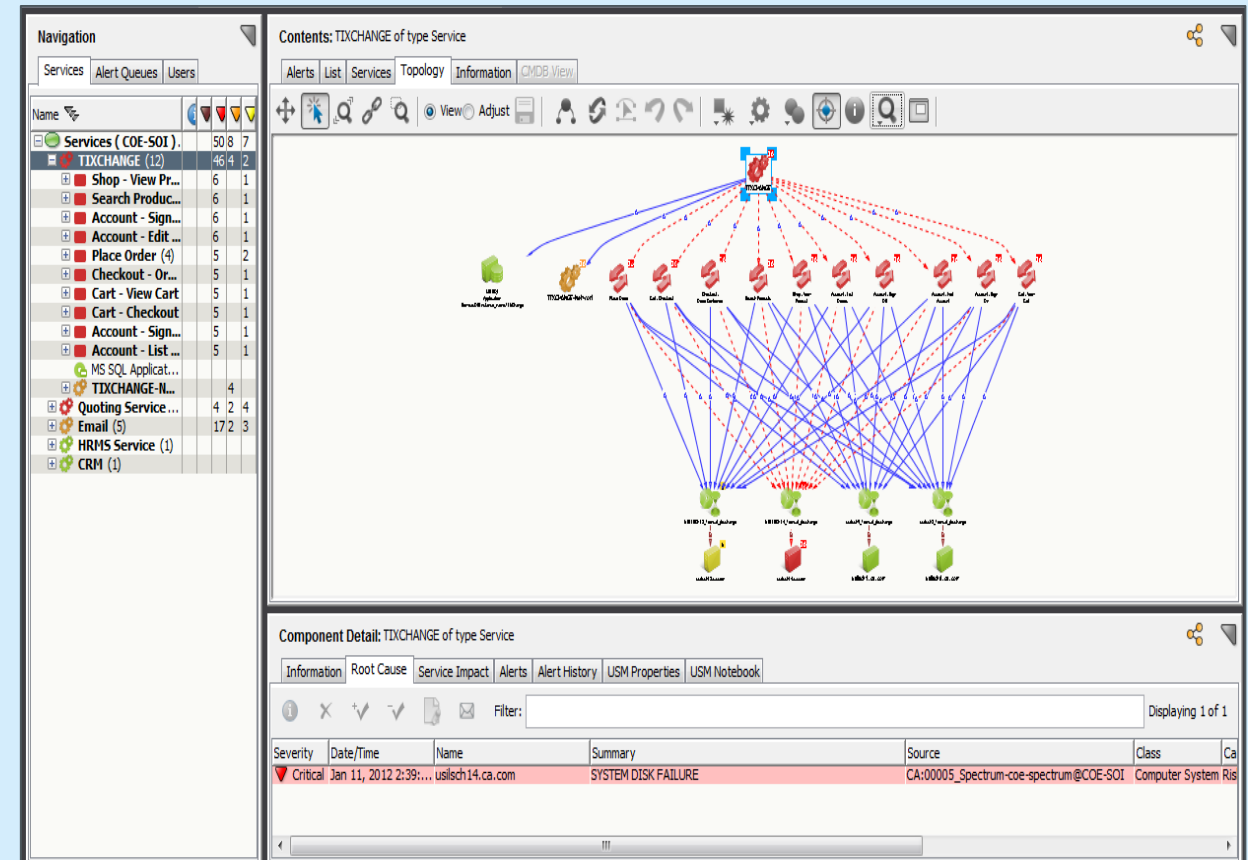 Navigation
Services Alert Queues Users
Name
Services ( COE-SOI ). 50 8 7
TIXCHANGE (12) 46 4 2
Shop - View Pr... 6 1
Search Produc... 6 1
Account - Sign... 6 1
Account - Edit ... 6 1
Place Order (4) 5 2
Checkout - Or... 5 1
Cart - View Cart 5 1
Cart - Checkout 5 1
Account - Sign... 5 1
Account - List ... 5 1
MS SQL Applicat...
TIXCHANGE-N... 4
Quoting Service ... 4 2 4
Email (5) 17 2 3
HRMS Service (1)
CRM (1)
Contents: TIXCHANGE of type Service
Alerts List Services Topology Information CMDB View
View Adjust
TIXCHANGE
Component Detail: TIXCHANGE of type Service
Information Root Cause Service Impact Alerts Alert History USM Properties USM Notebook
Filter: Displaying 1 of 1
Severity Date/Time Name Summary Source Class Ca
Critical Jan 11, 2012 2:39:... usilsch14.ca.com SYSTEM DISK FAILURE CA:00005_Spectrum-coe-spectrum@COE-SOI Computer System Ris